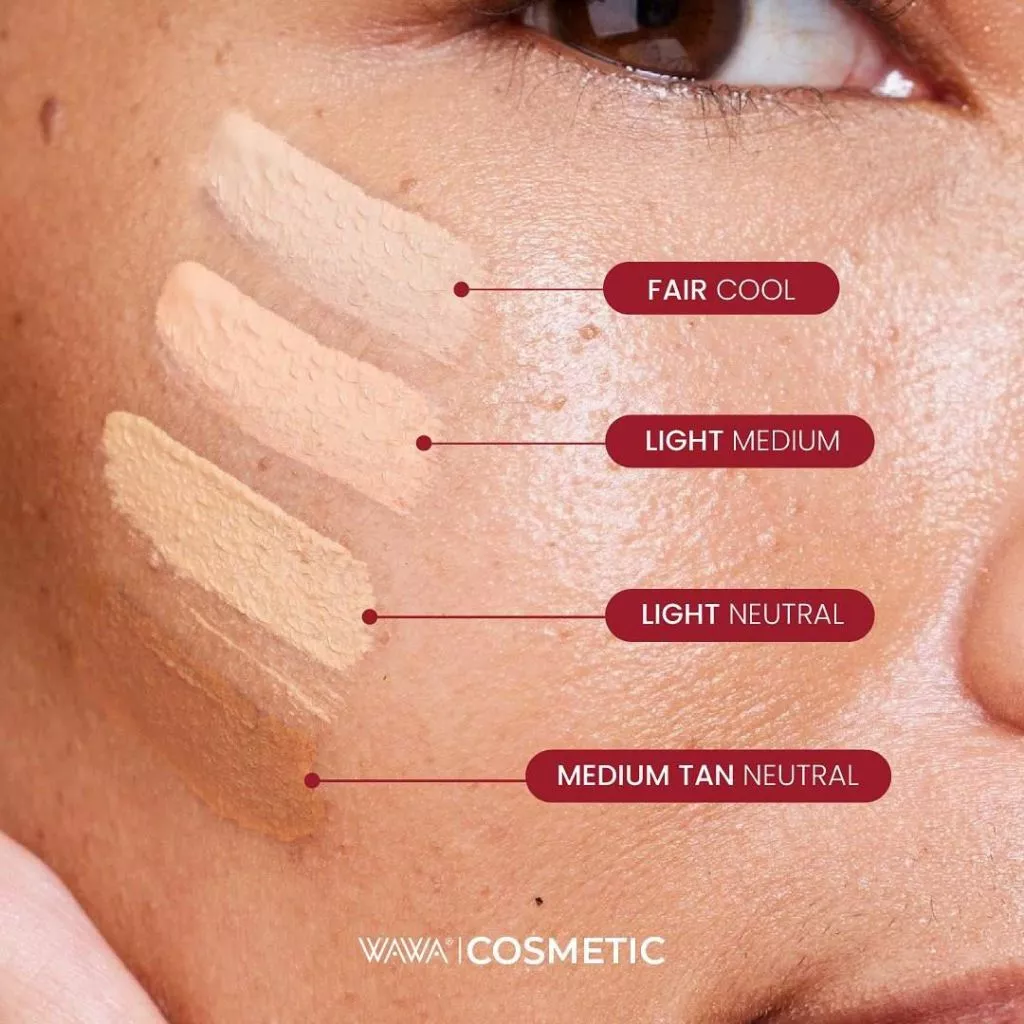 FAIR COOL
LIGHT MEDIUM
LIGHT NEUTRAL
MEDIUM TAN NEUTRAL
WAWA® | COSMETIC